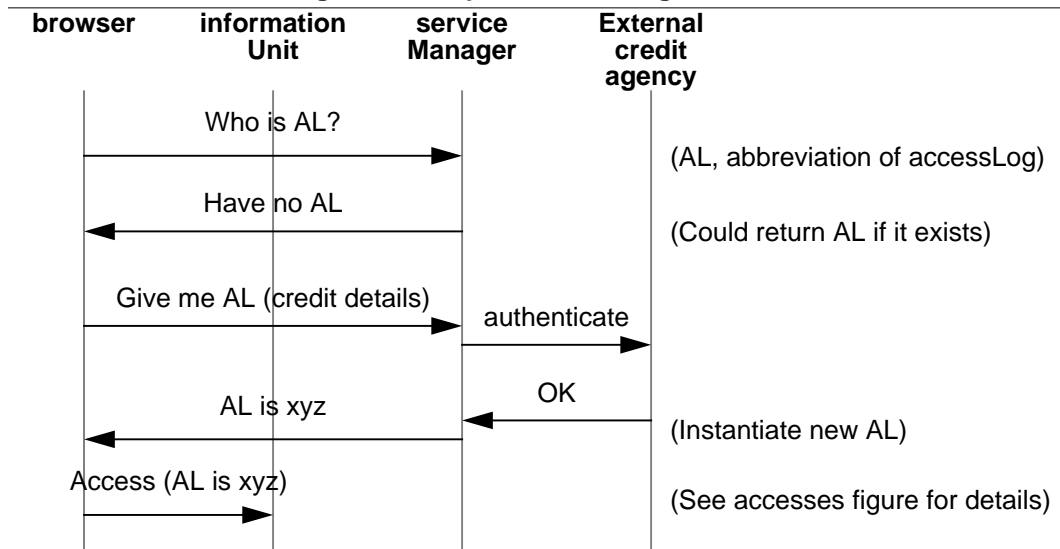 browser information service External
Unit Manager credit
agency
Who is AL?
(AL, abbreviation of accessLog)
Have no AL
(Could return AL if it exists)
Give me AL (credit details)
authenticate
OK
AL is xyz
(Instantiate new AL)
Access (AL is xyz)
(See accesses figure for details)